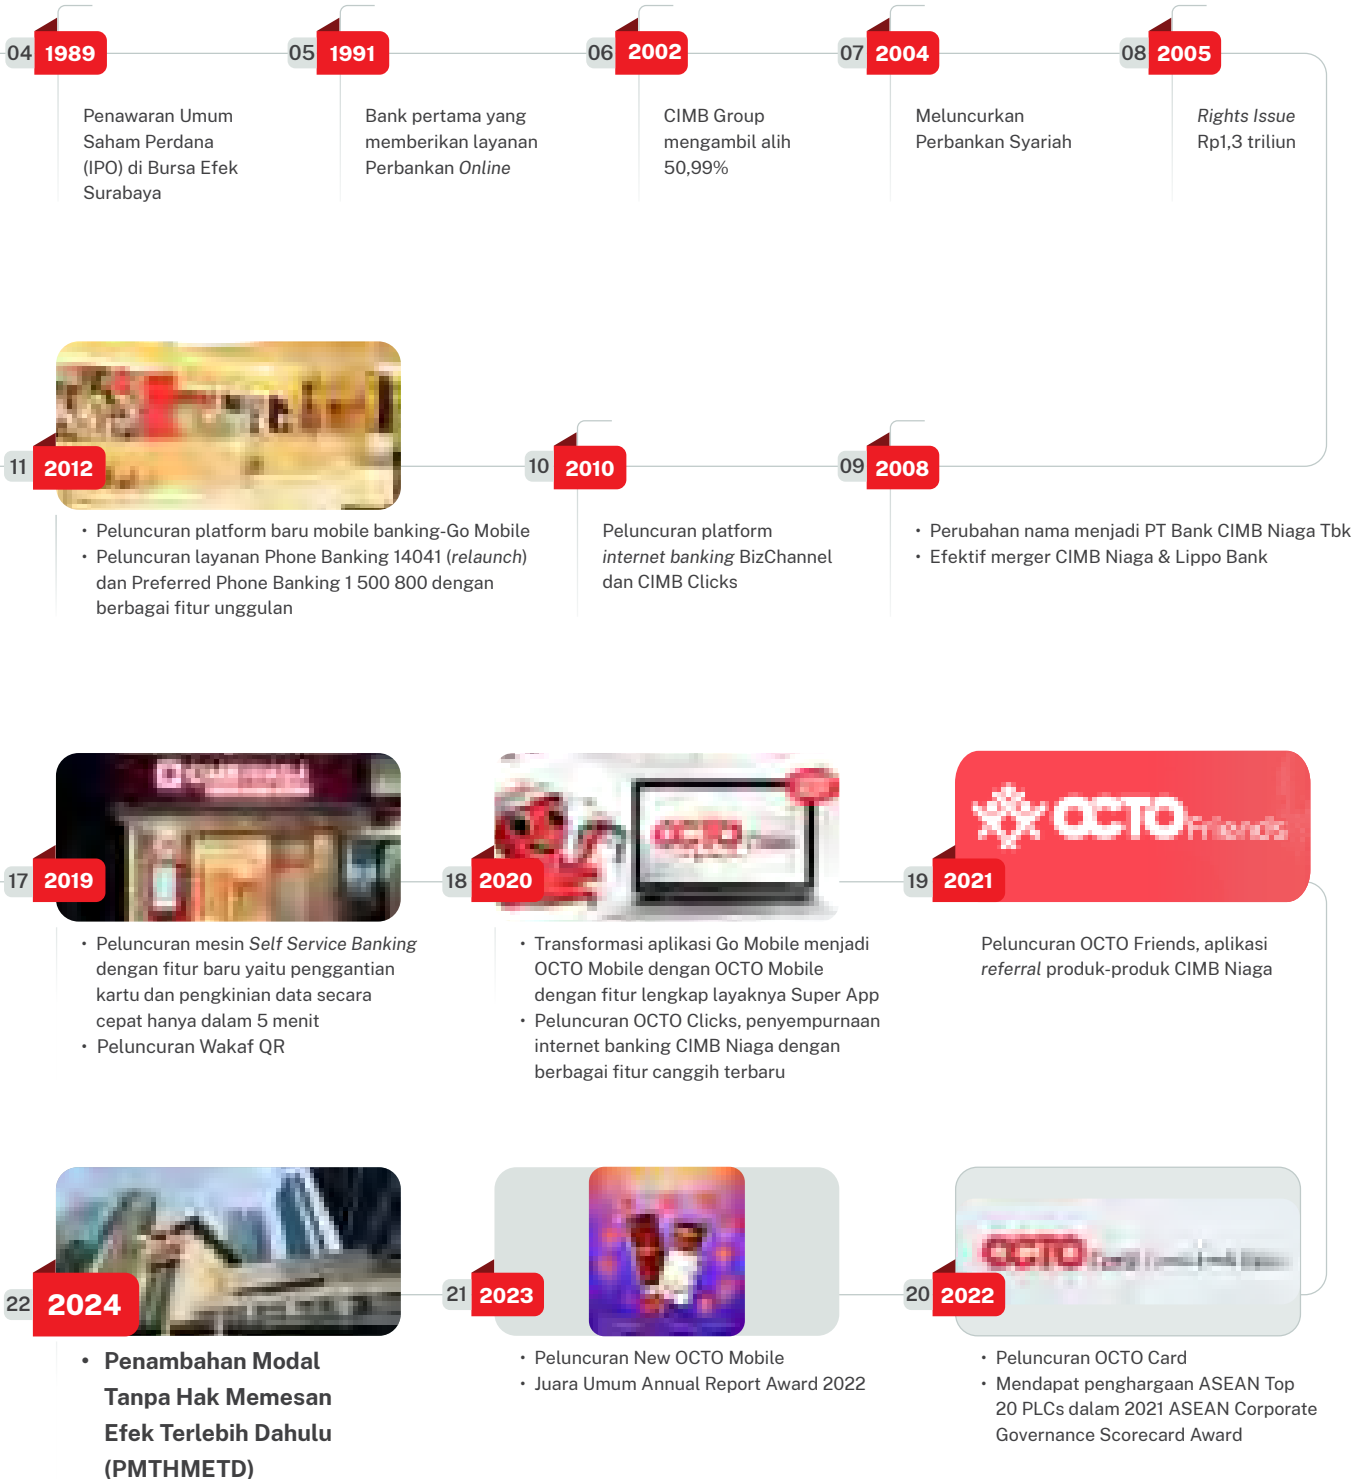 04 1989
Penawaran Umum
Saham Perdana
(IPO) di Bursa Efek
Surabaya
05 1991
Bank pertama yang
memberikan layanan
Perbankan Online
06 2002
CIMB Group
mengambil alih
50,99%
07 2004
Meluncurkan
Perbankan Syariah
08 2005
Rights Issue
Rp1,3 triliun
09 2008
• Perubahan nama menjadi PT Bank CIMB Niaga Tbk
• Efektif merger CIMB Niaga & Lippo Bank
10 2010
Peluncuran platform
internet banking BizChannel
dan CIMB Clicks
11 2012
• Peluncuran platform baru mobile banking-Go Mobile
• Peluncuran layanan Phone Banking 14041 (relaunch)
dan Preferred Phone Banking 1 500 800 dengan
berbagai fitur unggulan
17 2019
• Peluncuran mesin Self Service Banking
dengan fitur baru yaitu penggantian
kartu dan pengkinian data secara
cepat hanya dalam 5 menit
• Peluncuran Wakaf QR
OCTO
18 2020
• Transformasi aplikasi Go Mobile menjadi
OCTO Mobile dengan OCTO Mobile
dengan fitur lengkap layaknya Super App
• Peluncuran OCTO Clicks, penyempurnaan
internet banking CIMB Niaga dengan
berbagai fitur canggih terbaru
OCTO Friends
19 2021
Peluncuran OCTO Friends, aplikasi
referral produk-produk CIMB Niaga
OCTO Card
20 2022
• Peluncuran OCTO Card
• Mendapat penghargaan ASEAN Top
20 PLCs dalam 2021 ASEAN Corporate
Governance Scorecard Award
21 2023
• Peluncuran New OCTO Mobile
• Juara Umum Annual Report Award 2022
22 2024
• Penambahan Modal
Tanpa Hak Memesan
Efek Terlebih Dahulu
(PMTHMETD)